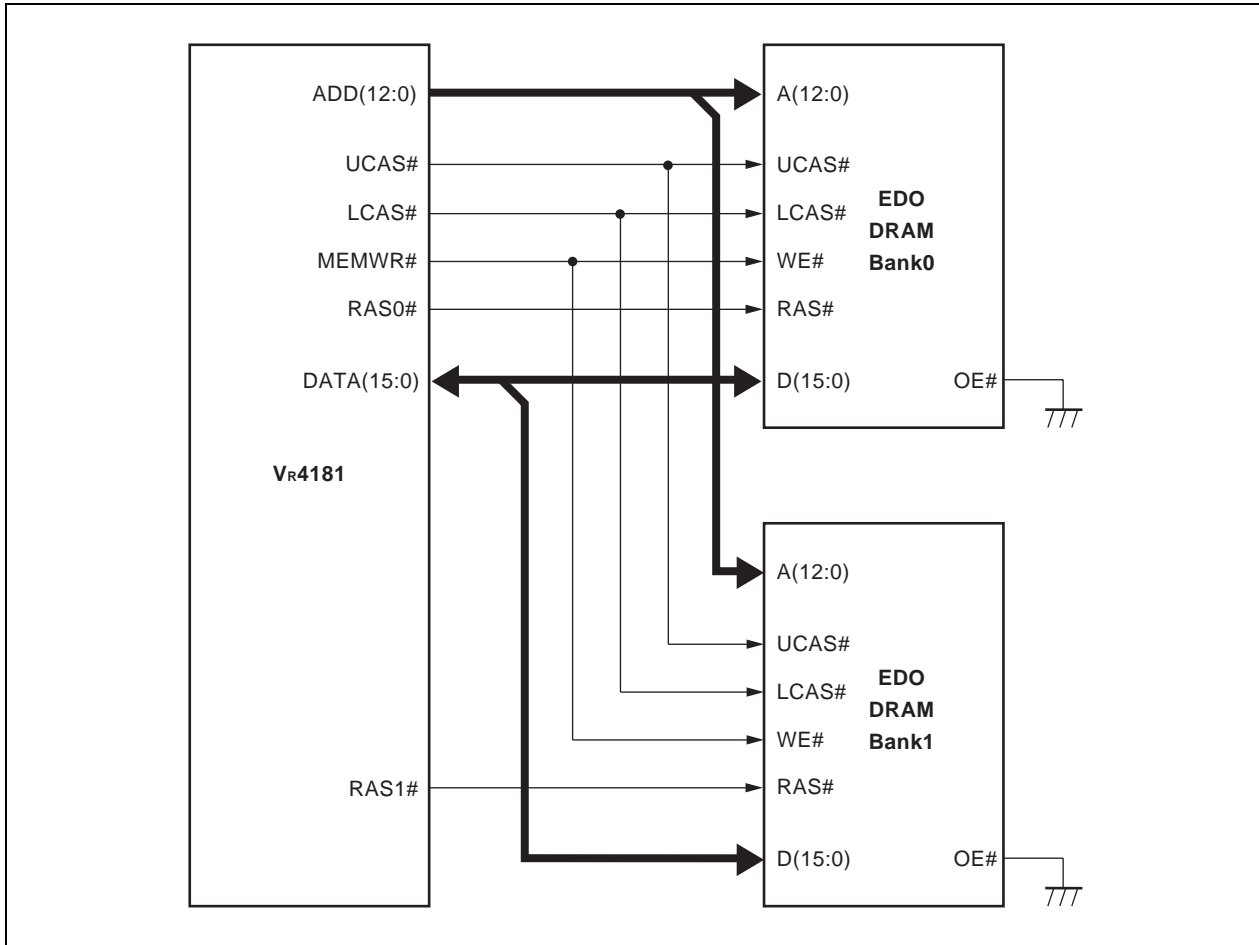 ADD(12:0)
UCAS#
LCAS#
MEMWR#
RAS0#
DATA(15:0)
VR4181
RAS1#
A(12:0)
UCAS#
LCAS#
WE#
RAS#
D(15:0)
OE#
EDO
DRAM
Bank0
A(12:0)
UCAS#
LCAS#
WE#
RAS#
D(15:0)
OE#
EDO
DRAM
Bank1